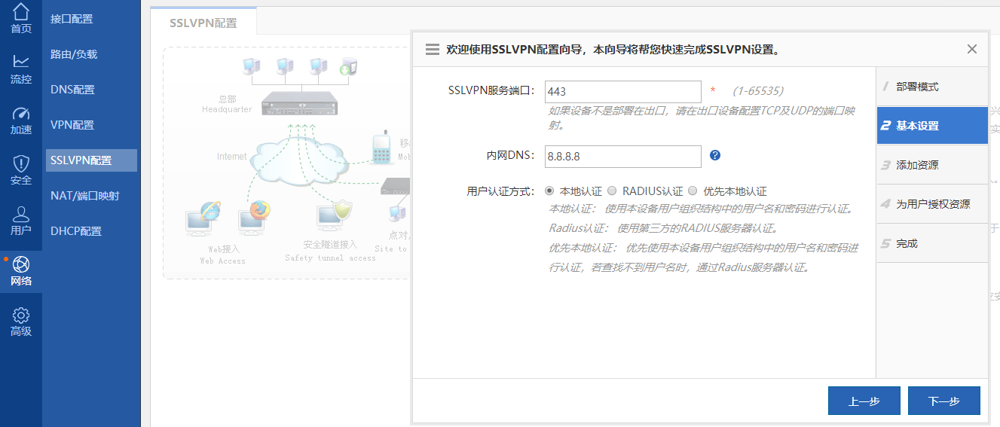 首页
流控
加速
安全
用户
网络
高级
接口配置
路由/负载
DNS配置
VPN配置
SSLVPN配置
NAT/端口映射
DHCP配置
SSLVPN配置
总部
Headquarter
Internet
移
Mob
Web接入
Web Access
安全隧道接入
Safety tunnel access
点对
Site to
欢迎使用SSLVPN配置向导，本向导将帮您快速完成SSLVPN设置。
SSLVPN服务端口： 443 * (1-65535)
如果设备不是部署在出口，请在出口设备配置TCP及UDP的端口映
射。
内网DNS： 8.8.8.8
用户认证方式： 本地认证 RADIUS认证 优先本地认证
本地认证： 使用本设备用户组织结构中的用户名和密码进行认证。
Radius认证： 使用第三方的RADIUS服务器认证。
优先本地认证： 优先使用本设备用户组织结构中的用户名和密码进
行认证，若查找不到用户名时，通过Radius服务器认证。
1 部署模式
2 基本设置
3 添加资源
4 为用户授权资源
5 完成
上一步
下一步
兴
实
于
安